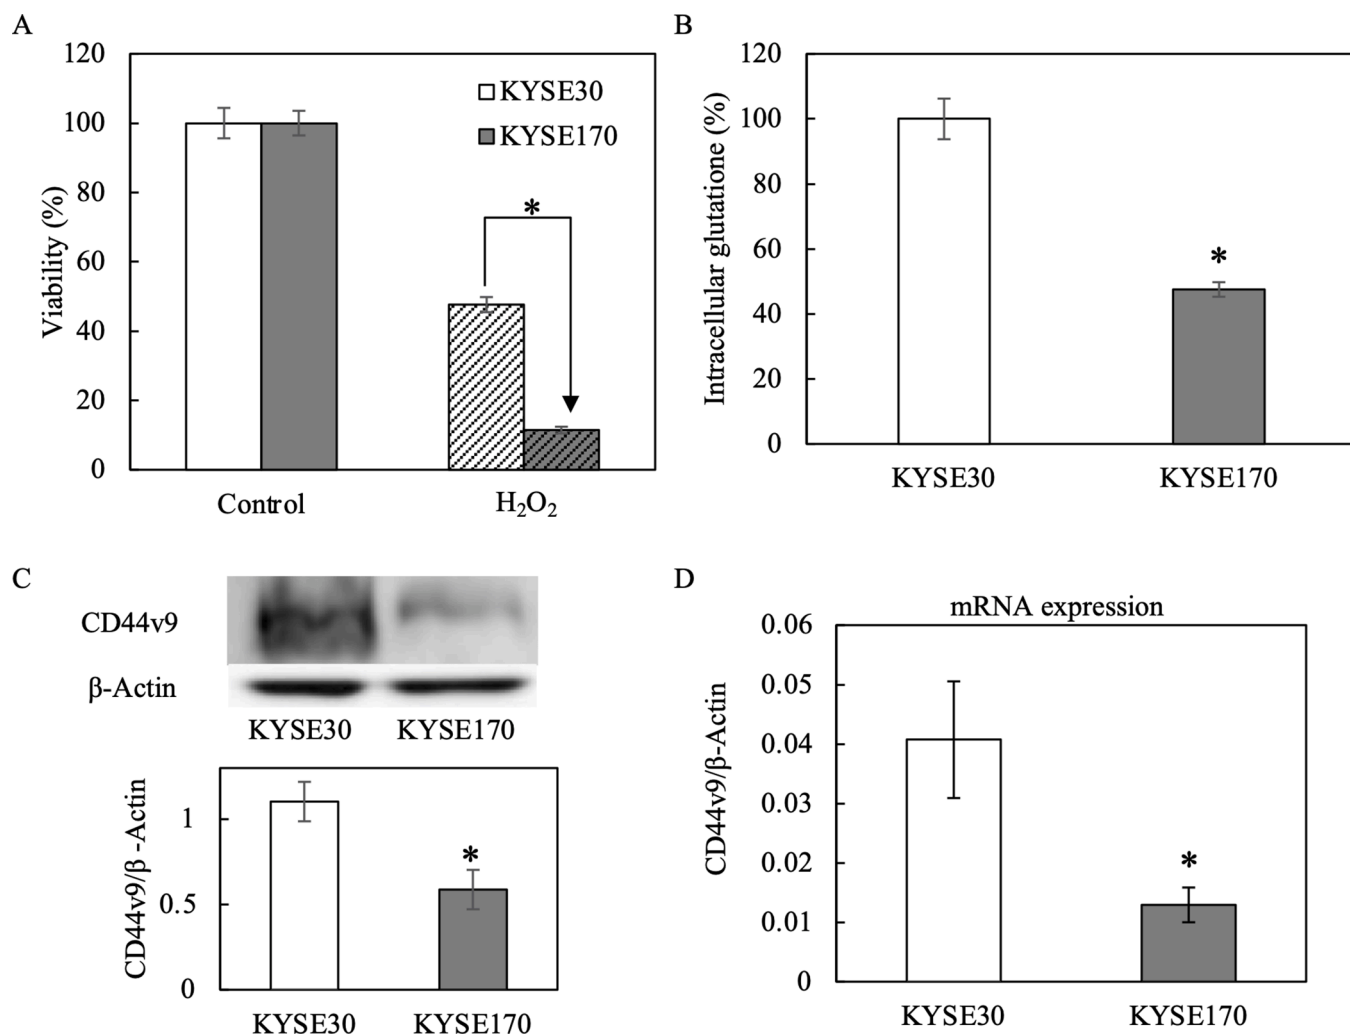 A
Viability (%)
120
100
80
60
40
20
0
KYSE30
KYSE170
*
Control
H₂O₂
B
Intracellular glutatione (%)
120
100
80
60
40
20
0
*
KYSE30
KYSE170
C
CD44v9
β-Actin
KYSE30
KYSE170
CD44v9/β -Actin
1
0.5
0
*
KYSE30
KYSE170
D
mRNA expression
CD44v9/β-Actin
0.06
0.05
0.04
0.03
0.02
0.01
0
*
KYSE30
KYSE170